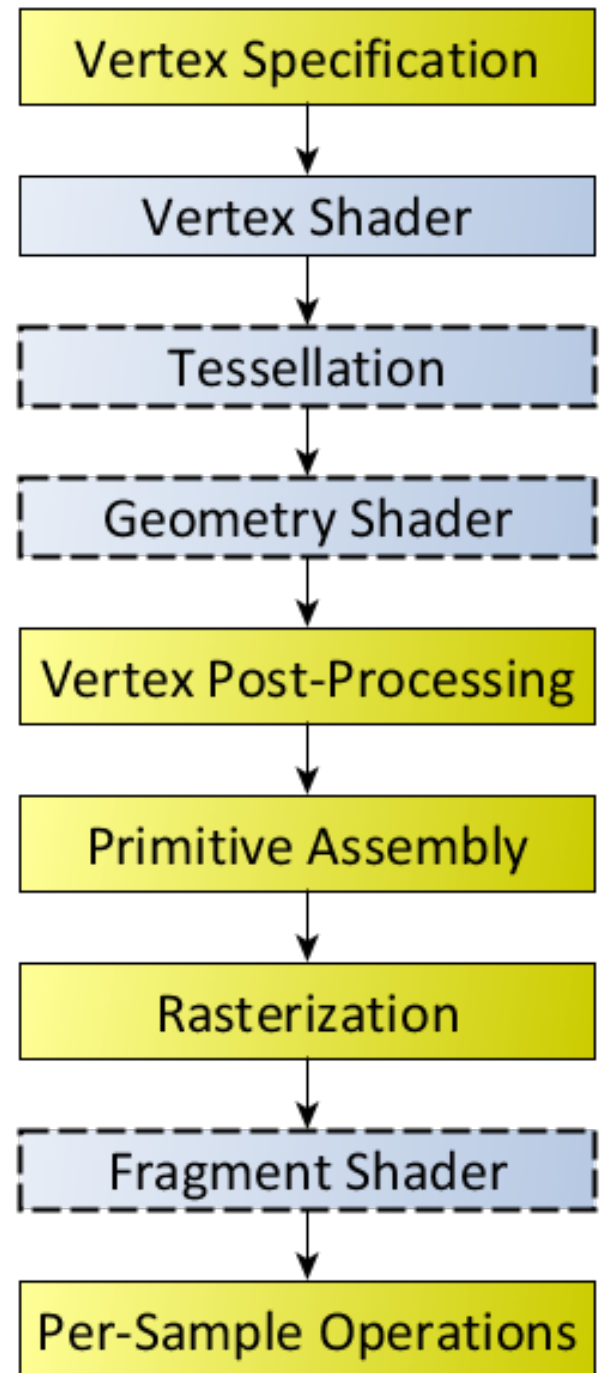 Vertex Specification
Vertex Shader
Tessellation
Geometry Shader
Vertex Post-Processing
Primitive Assembly
Rasterization
Fragment Shader
Per-Sample Operations